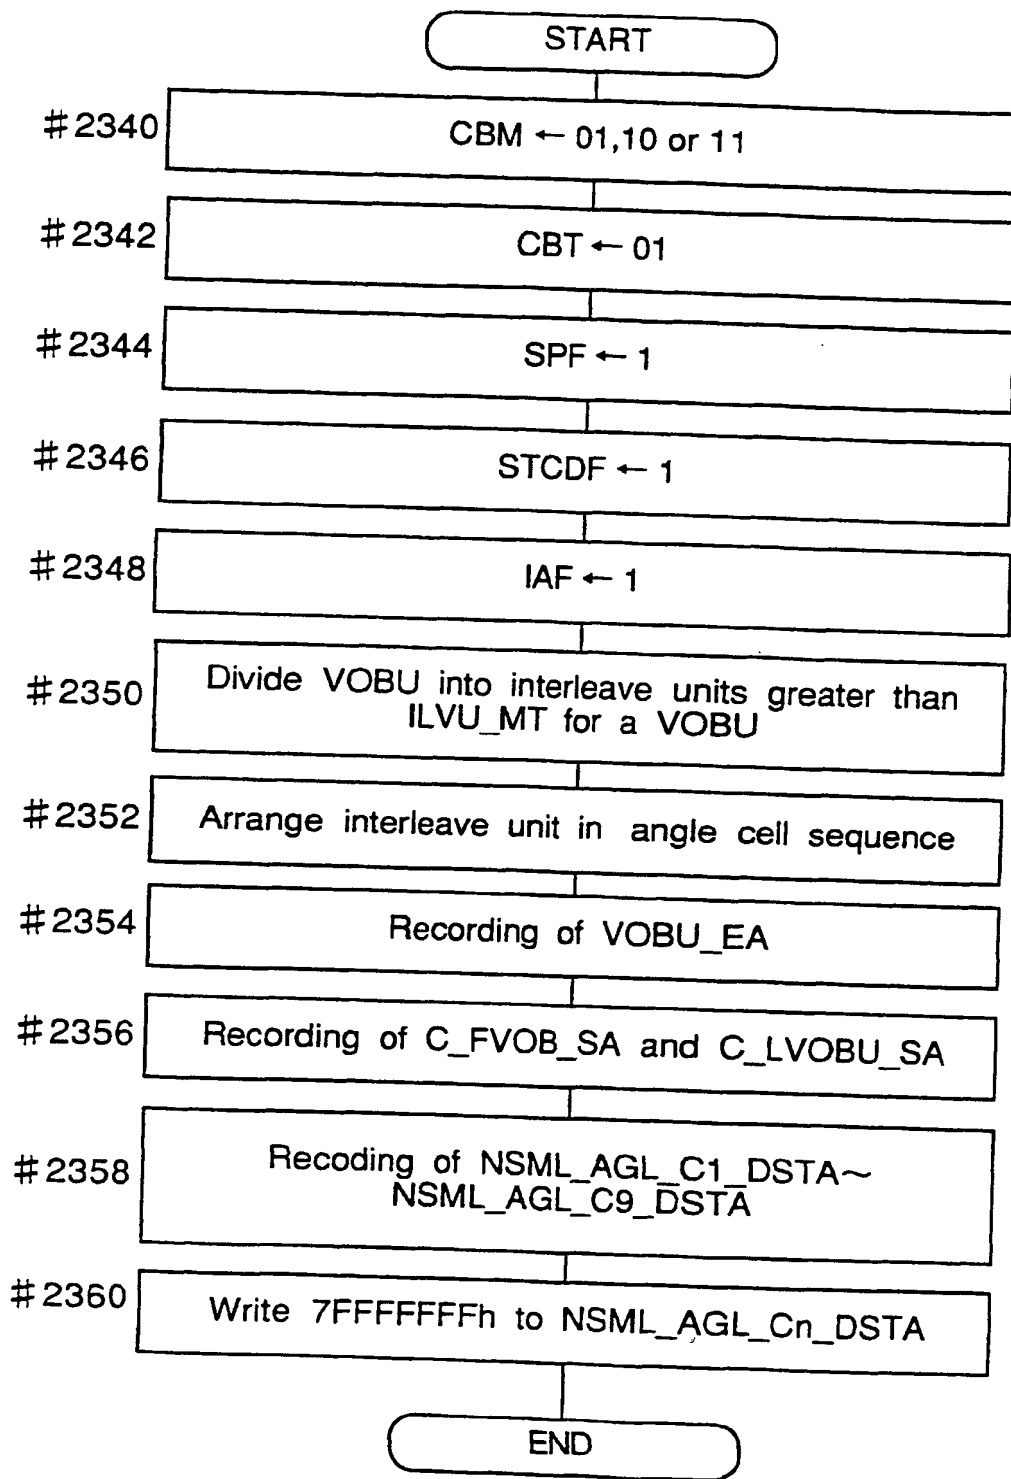 START
#2340 CBM ← 01,10 or 11
#2342 CBT ← 01
#2344 SPF ← 1
#2346 STCDF ← 1
#2348 IAF ← 1
#2350 Divide VOBU into interleave units greater than
ILVU_MT for a VOBU
#2352 Arrange interleave unit in angle cell sequence
#2354 Recording of VOBU_EA
#2356 Recording of C_FVOB_SA and C_LVOBU_SA
#2358 Recoding of NSML_AGL_C1_DSTA~
NSML_AGL_C9_DSTA
#2360 Write 7FFFFFFFh to NSML_AGL_Cn_DSTA
END